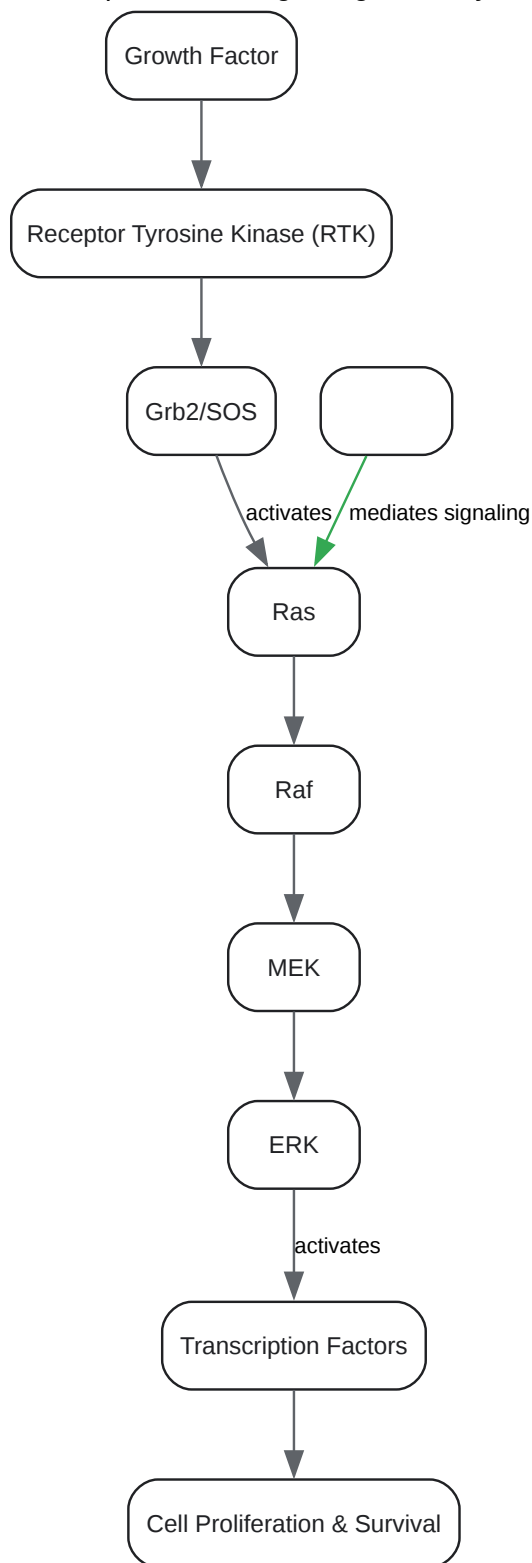 Growth Factor
Receptor Tyrosine Kinase (RTK)
Grb2/SOS
activates
mediates signaling
Ras
Raf
MEK
ERK
activates
Transcription Factors
Cell Proliferation & Survival